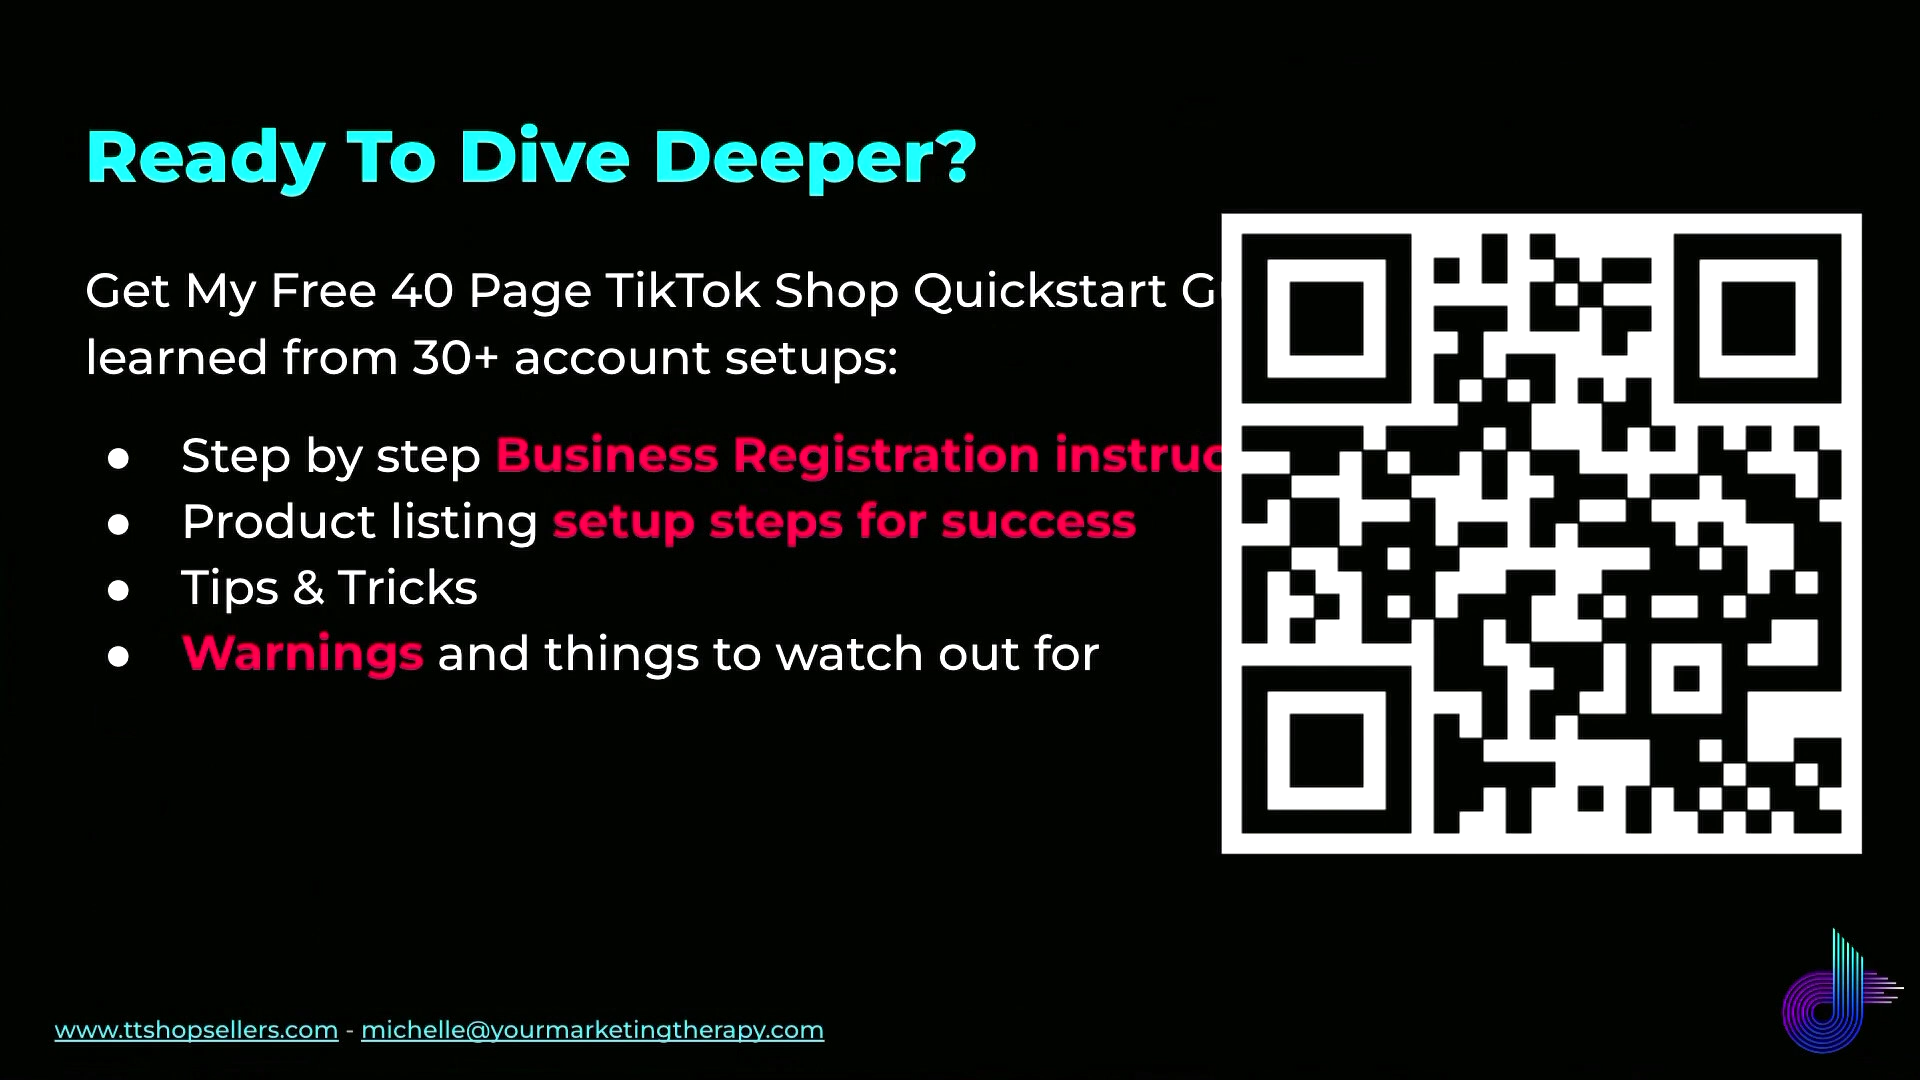 Ready To Dive Deeper?
Get My Free 40 Page TikTok Shop Quickstart
learned from 30+ account setups:
● Step by step Business Registration
● Product listing setup steps for success
● Tips & Tricks
● Warnings and things to watch out for
www.ttshopsellers.com - michelle@yourmarketingtherapy.com